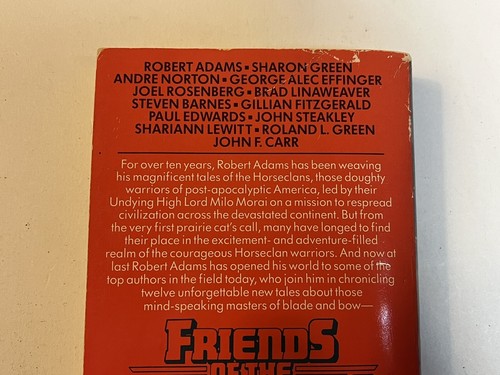 ROBERT ADAMS ▪ SHARON GREEN
ANDRE NORTON ▪ GEORGE ALEC EFFINGER
JOEL ROSENBERG ▪ BRAD LINAWEAVER
STEVEN BARNES ▪ GILLIAN FITZGERALD
PAUL EDWARDS ▪ JOHN STEAKLEY
SHARIANN LEWITT ▪ ROLAND L. GREEN
JOHN F. CARR
For over ten years, Robert Adams has been weaving
his magnificent tales of the Horseclans, those doughty
warriors of post-apocalyptic America, led by their
Undying High Lord Milo Morai on a mission to respread
civilization across the devastated continent. But from
the very first prairie cat's call, many have longed to find
their place in the excitement- and adventure-filled
realm of the courageous Horseclan warriors. And now at
last Robert Adams has opened his world to some of the
top authors in the field today, who join him in chronicling
twelve unforgettable new tales about those
mind-speaking masters of blade and bow—
FRIENDS
OF THE